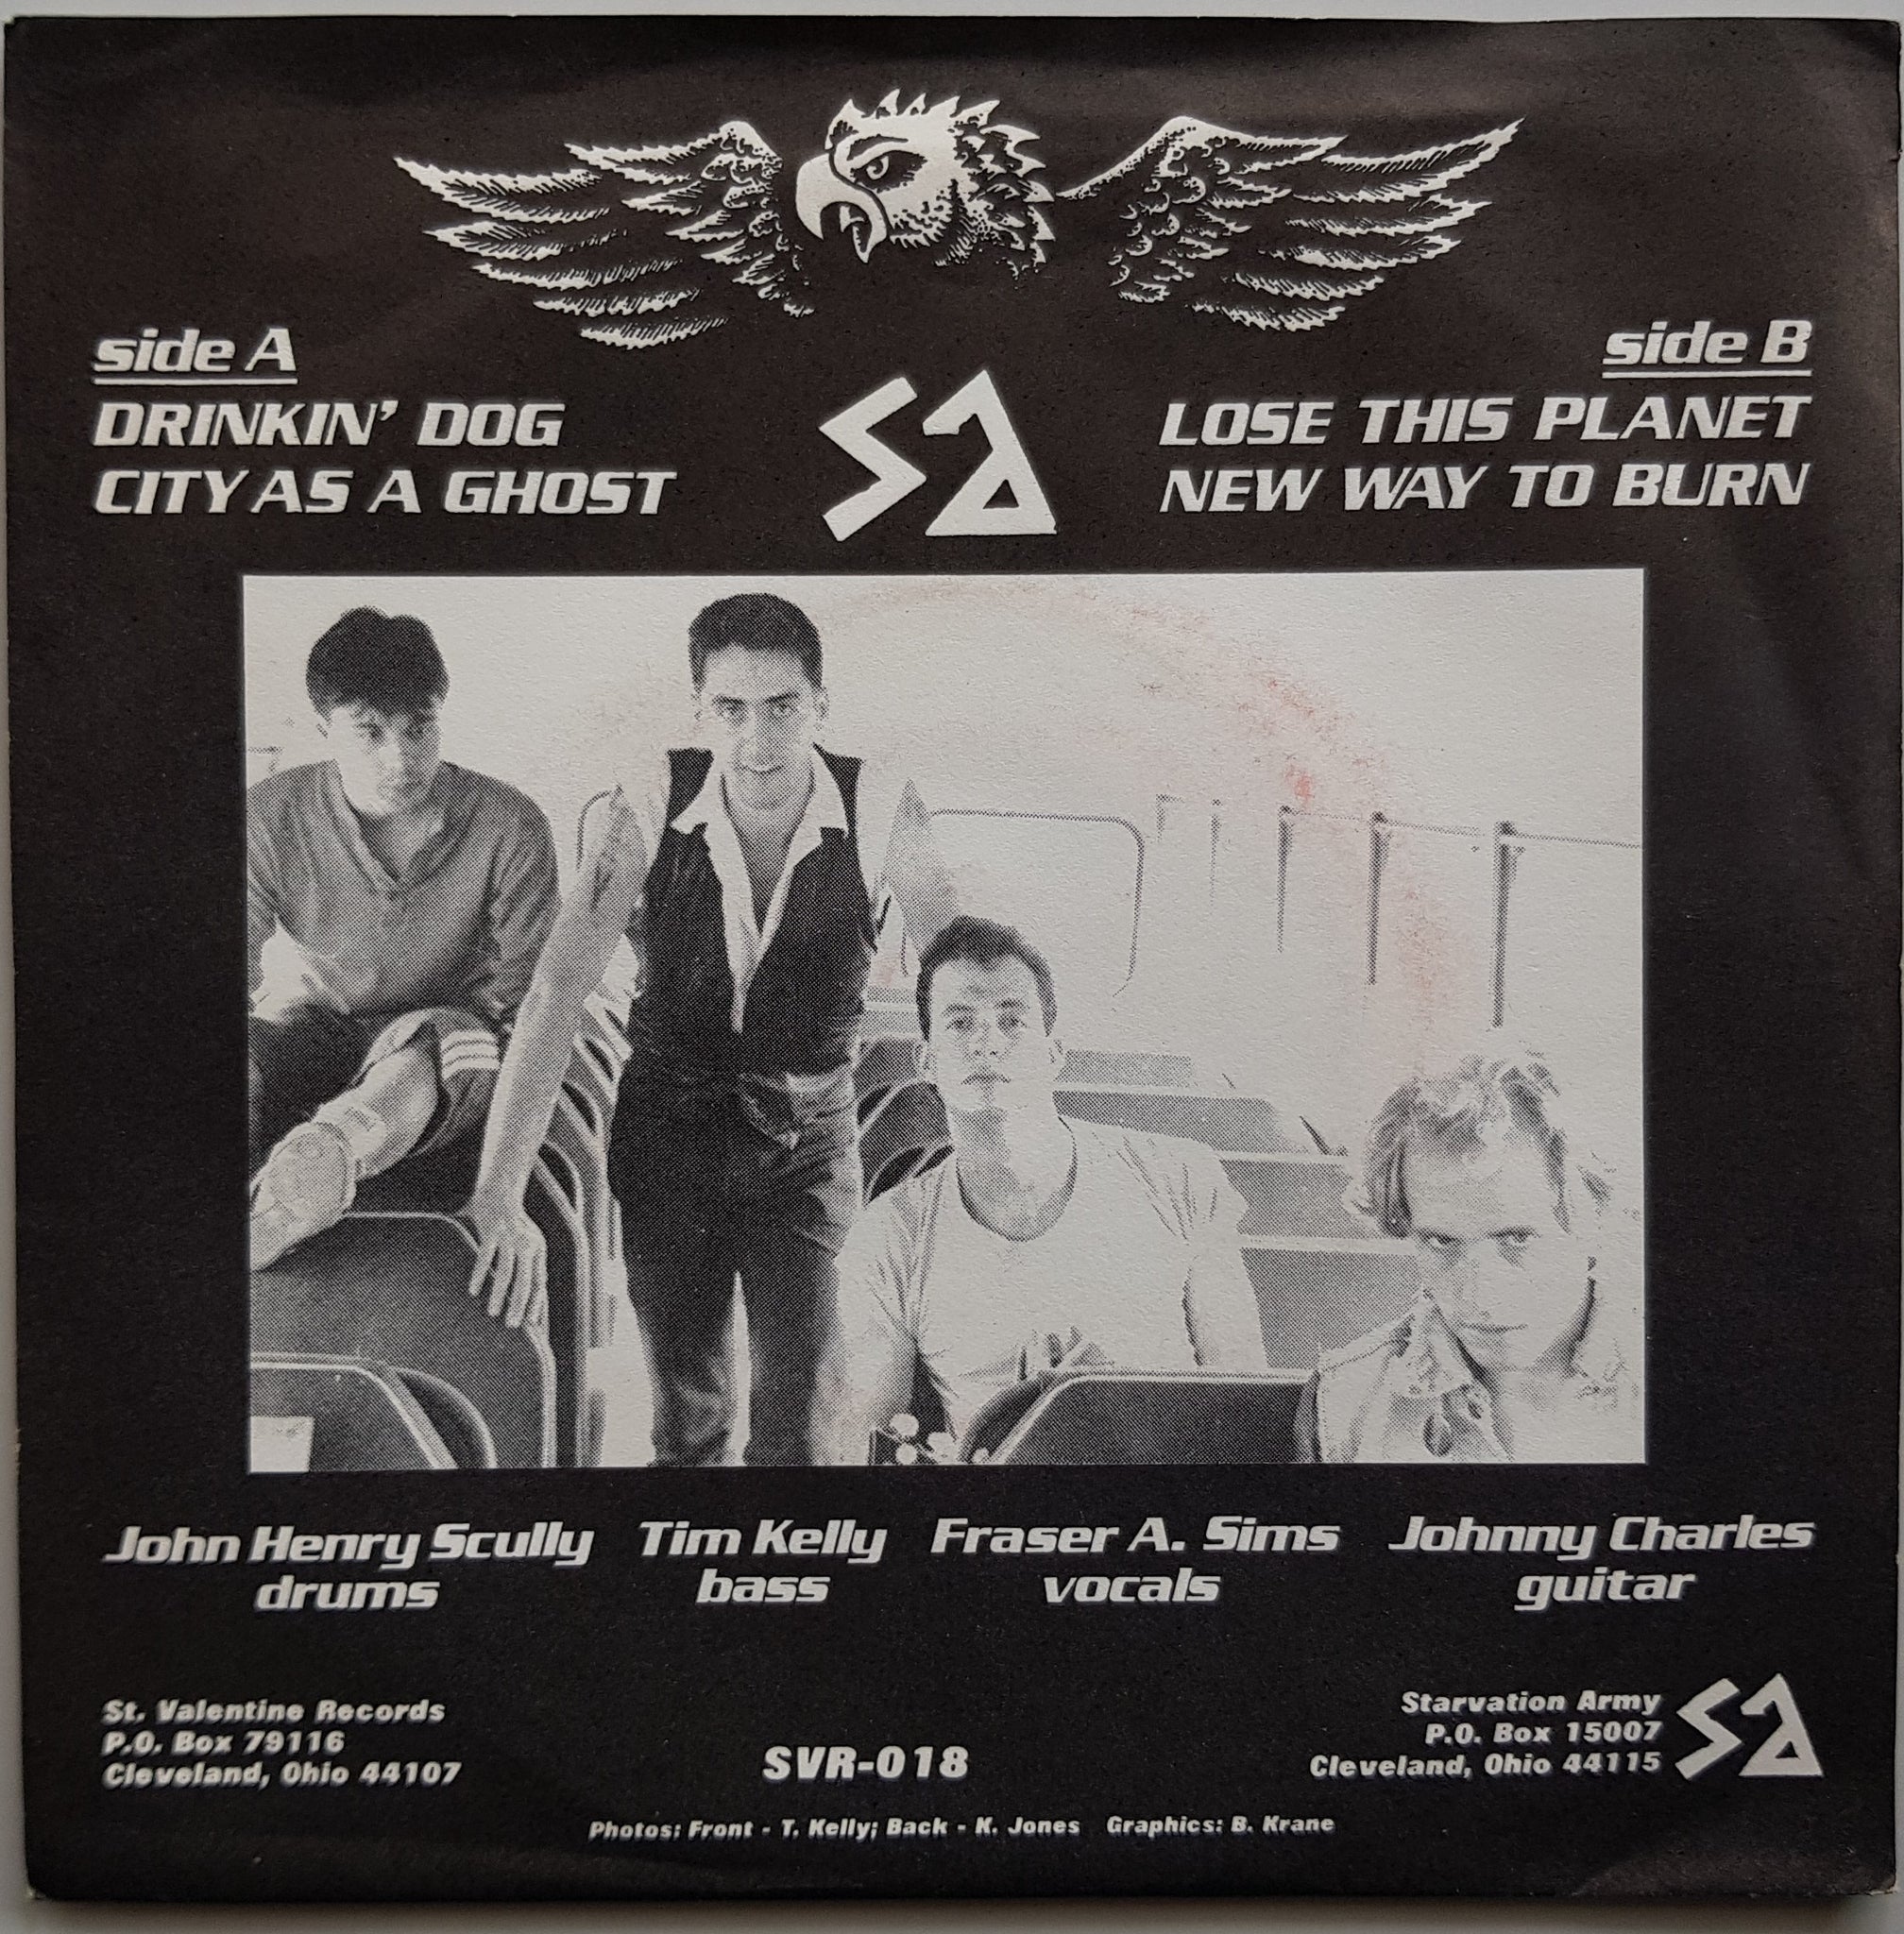 side A
DRINKIN' DOG
CITY AS A GHOST
SA
side B
LOSE THIS PLANET
NEW WAY TO BURN
John Henry Scully
drums
Tim Kelly
bass
Fraser A. Sims
vocals
Johnny Charles
guitar
St. Valentine Records
P.O. Box 79116
Cleveland, Ohio 44107
SVR-018
Starvation Army
P.O. Box 15007
Cleveland, Ohio 44115
SA
Photos: Front - T. Kelly; Back - K. Jones Graphics: B. Krane